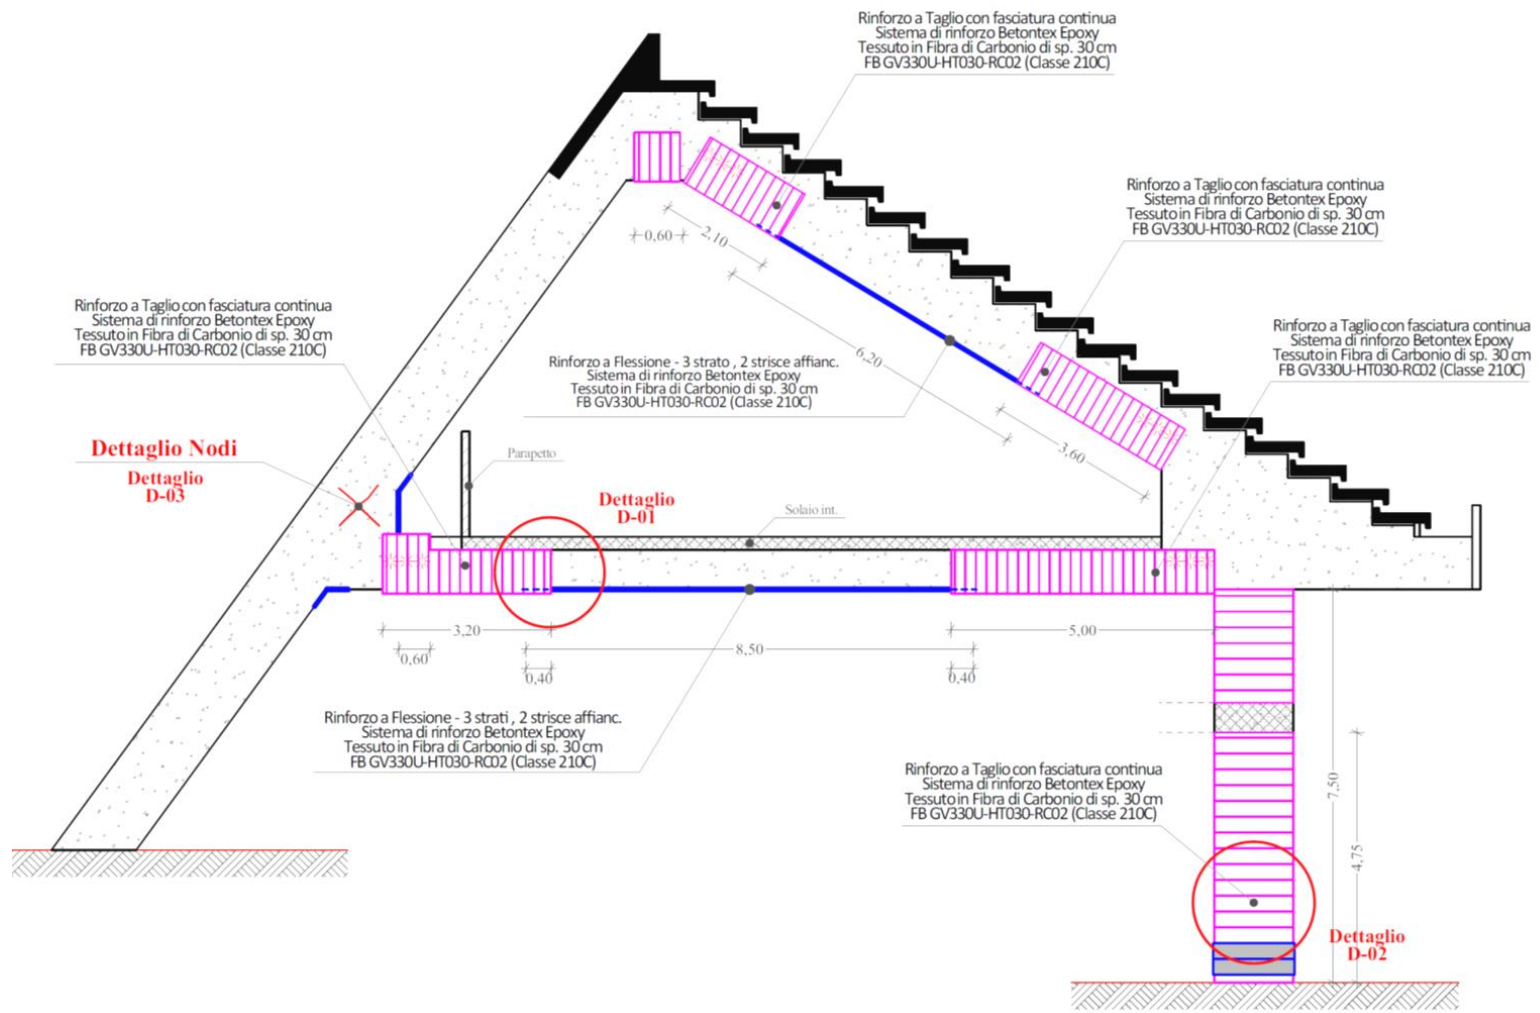 Rinforzo a Taglio con fasciatura continua
Sistema di rinforzo Betontex Epoxy
Tessuto in Fibra di Carbonio di sp. 30 cm
FB GV330U-HT030-RC02 (Classe 210C)
Rinforzo a Taglio con fasciatura continua
Sistema di rinforzo Betontex Epoxy
Tessuto in Fibra di Carbonio di sp. 30 cm
FB GV330U-HT030-RC02 (Classe 210C)
0,60
2,10
Rinforzo a Taglio con fasciatura continua
Sistema di rinforzo Betontex Epoxy
Tessuto in Fibra di Carbonio di sp. 30 cm
FB GV330U-HT030-RC02 (Classe 210C)
Rinforzo a Taglio con fasciatura continua
Sistema di rinforzo Betontex Epoxy
Tessuto in Fibra di Carbonio di sp. 30 cm
FB GV330U-HT030-RC02 (Classe 210C)
6,20
Rinforzo a Flessione - 3 strato , 2 strisce affianc.
Sistema di rinforzo Betontex Epoxy
Tessuto in Fibra di Carbonio di sp. 30 cm
FB GV330U-HT030-RC02 (Classe 210C)
3,60
Dettaglio Nodi
Dettaglio
D-03
Parapetto
Dettaglio
D-01
Solaio int.
3,20
5,00
8,50
0,60
0,40
0,40
Rinforzo a Flessione - 3 strati , 2 strisce affianc.
Sistema di rinforzo Betontex Epoxy
Tessuto in Fibra di Carbonio di sp. 30 cm
FB GV330U-HT030-RC02 (Classe 210C)
Rinforzo a Taglio con fasciatura continua
Sistema di rinforzo Betontex Epoxy
Tessuto in Fibra di Carbonio di sp. 30 cm
FB GV330U-HT030-RC02 (Classe 210C)
7,50
4,75
Dettaglio
D-02